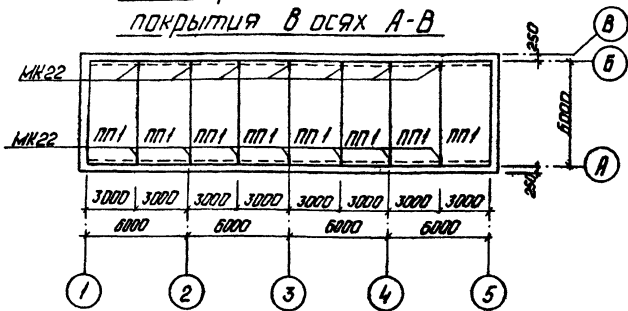 покрытия в осях А-В
250
В
Б
МК22
6000
ПП1 ПП1 ПП1 ПП1 ПП1 ПП1 ПП1 ПП1
МК22
А
250
3000 3000 3000 3000 3000 3000 3000 3000
6000 6000 6000 6000
1 2 3 4 5